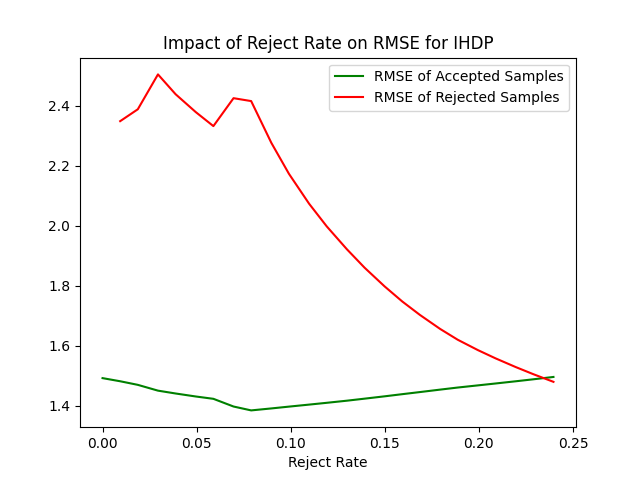 Impact of Reject Rate on RMSE for IHDP
RMSE of Accepted Samples
RMSE of Rejected Samples
2.4
2.2
2.0
1.8
1.6
1.4
0.00 0.05 0.10 0.15 0.20 0.25
Reject Rate